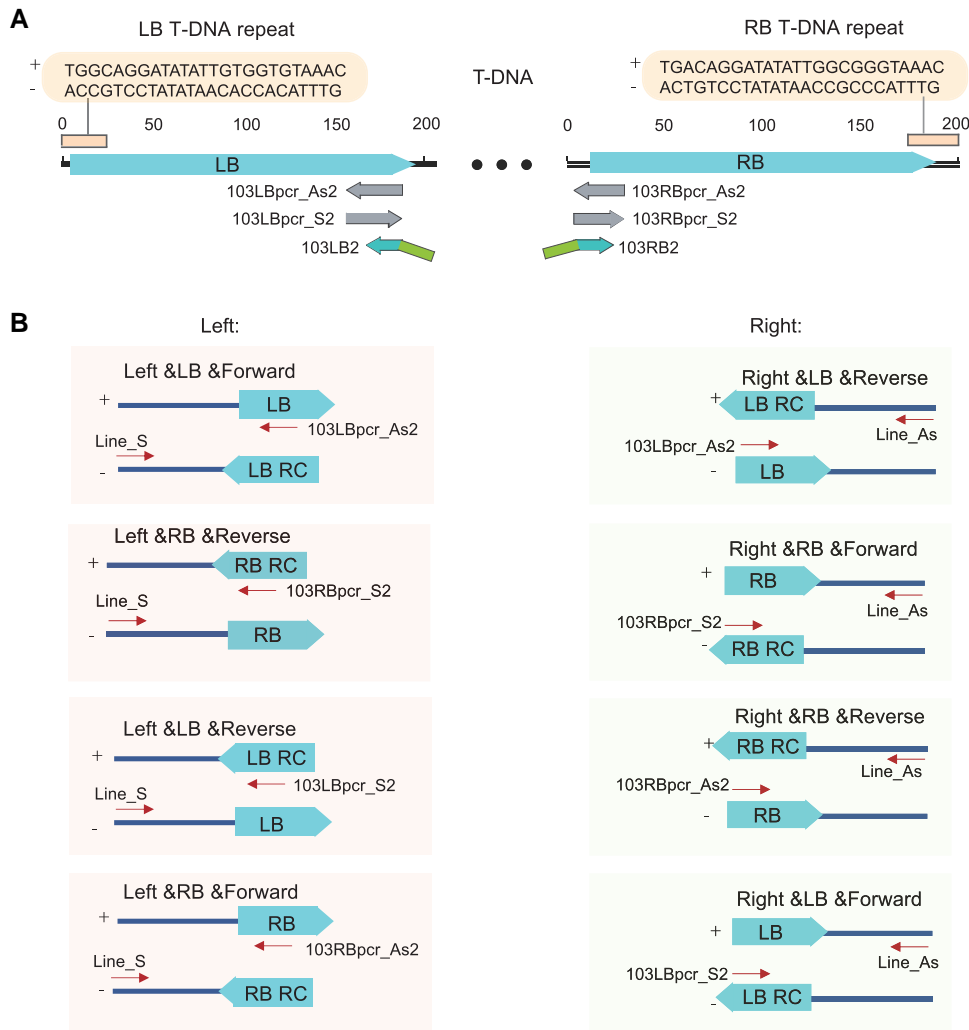 A
LB T-DNA repeat
RB T-DNA repeat
+ TGGCAGGATATATTGTGGTGTAAAC
- ACCGTCCTATATAACACCACATTTG
T-DNA
+ TGACAGGATATATTGGCGGGTAAAC
- ACTGTCCTATATAACCGCCCATTTG
0 50 100 150 200
0 50 100 150 200
LB
RB
103LBpcr_As2
103RBpcr_As2
103LBpcr_S2
103RBpcr_S2
103LB2
103RB2
B
Left:
Left &LB &Forward
+
LB
103LBpcr_As2
Line_S
-
LB RC
Left &RB &Reverse
+
RB RC
103RBpcr_S2
Line_S
-
RB
Left &LB &Reverse
+
LB RC
103LBpcr_S2
Line_S
-
LB
Left &RB &Forward
+
RB
103RBpcr_As2
Line_S
-
RB RC
Right:
Right &LB &Reverse
+
LB RC
Line_As
103LBpcr_As2
-
LB
Right &RB &Forward
+
RB
Line_As
103RBpcr_S2
-
RB RC
Right &RB &Reverse
+
RB RC
Line_As
103RBpcr_As2
-
RB
Right &LB &Forward
+
LB
Line_As
103LBpcr_S2
-
LB RC